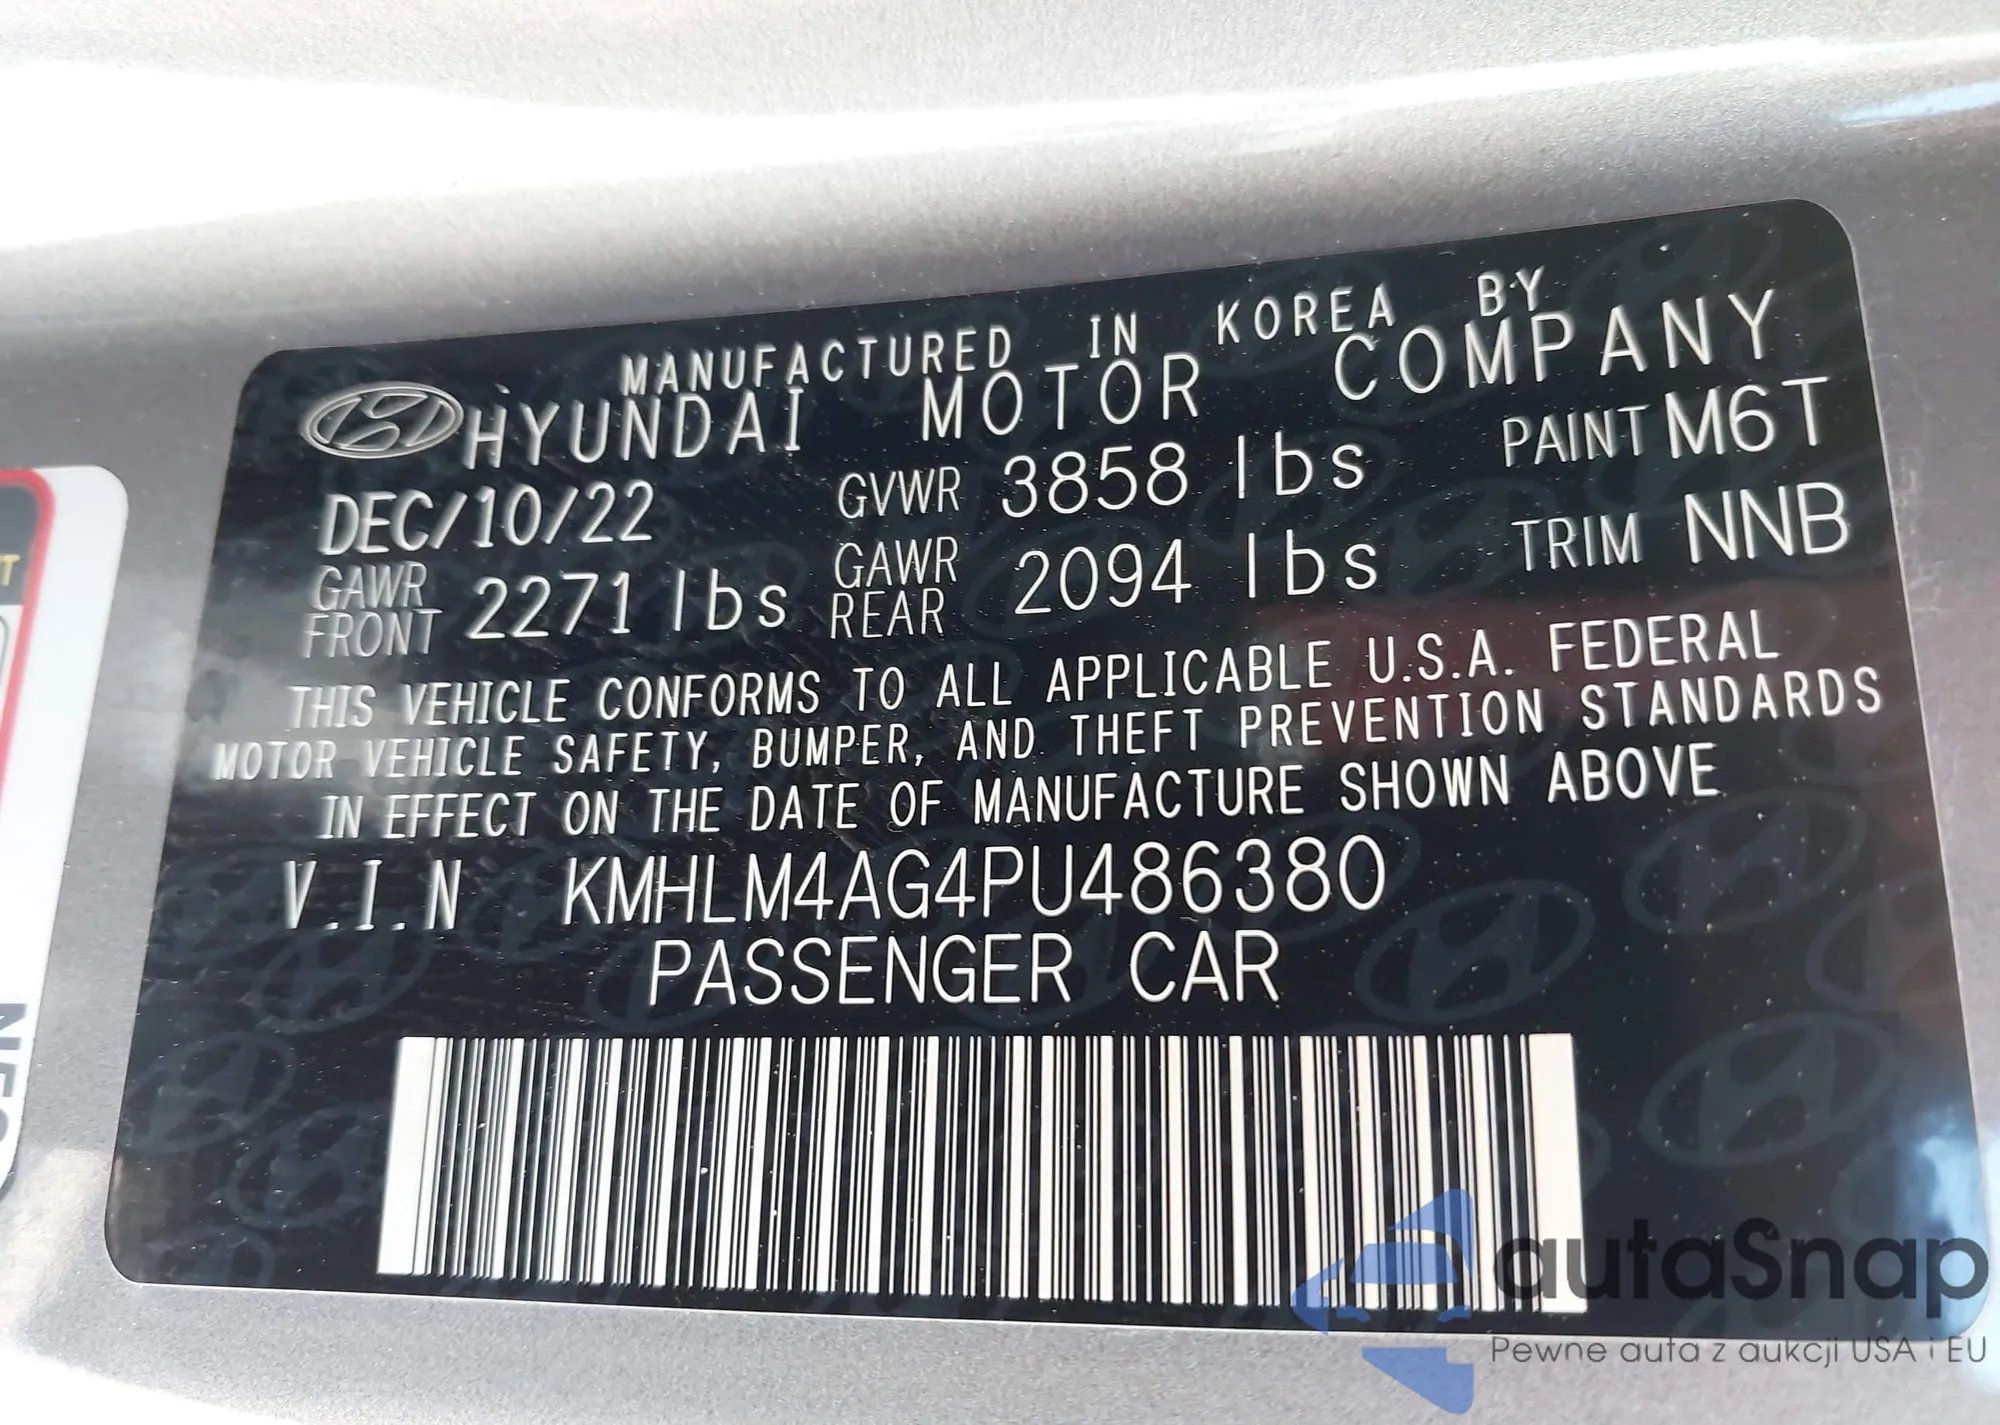 MANUFACTURED IN KOREA BY
HYUNDAI MOTOR COMPANY
DEC/10/22 GVWR 3858 lbs PAINT M6T
GAWR FRONT 2271 lbs GAWR REAR 2094 lbs TRIM NNB
THIS VEHICLE CONFORMS TO ALL APPLICABLE U.S.A. FEDERAL
MOTOR VEHICLE SAFETY, BUMPER, AND THEFT PREVENTION STANDARDS
IN EFFECT ON THE DATE OF MANUFACTURE SHOWN ABOVE
V.I.N KMHLM4AG4PU486380
PASSENGER CAR
autaSnap
Pewne auta z aukcji USA i EU